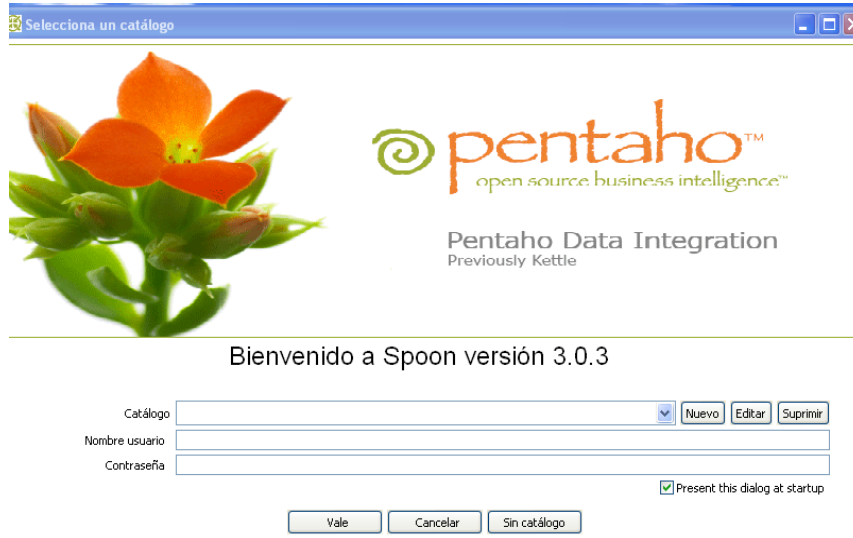 Selecciona un catálogo
pentaho™
open source business intelligence™
Pentaho Data Integration
Previously Kettle
Bienvenido a Spoon versión 3.0.3
Catálogo Nuevo Editar Suprimir
Nombre usuario
Contraseña
Present this dialog at startup
Vale Cancelar Sin catálogo